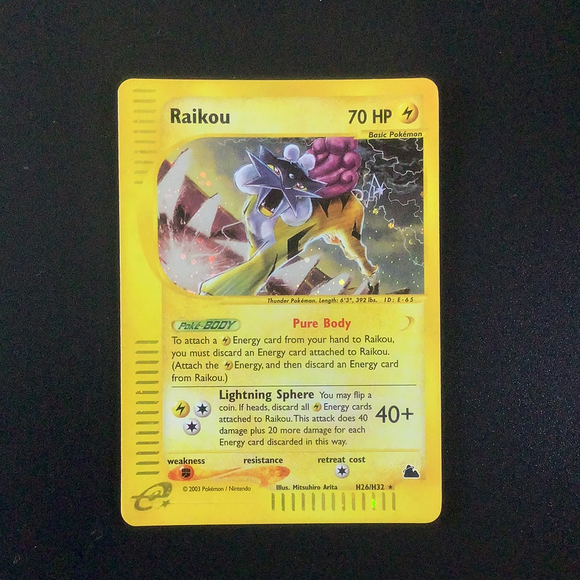 Raikou 70 HP
Basic Pokémon
Thunder Pokémon. Length: 6'3", 392 lbs. ID: E-65
Poké-BODY Pure Body
To attach a Energy card from your hand to Raikou,
you must discard an Energy card attached to Raikou.
(Attach the Energy, and then discard an Energy card
from Raikou.)
Lightning Sphere You may flip a
coin. If heads, discard all Energy cards
attached to Raikou. This attack does 40
damage plus 20 more damage for each
Energy card discarded in this way.
40+
weakness resistance retreat cost
© 2003 Pokémon / Nintendo Illus. Mitsuhiro Arita H26/H32 ★
e